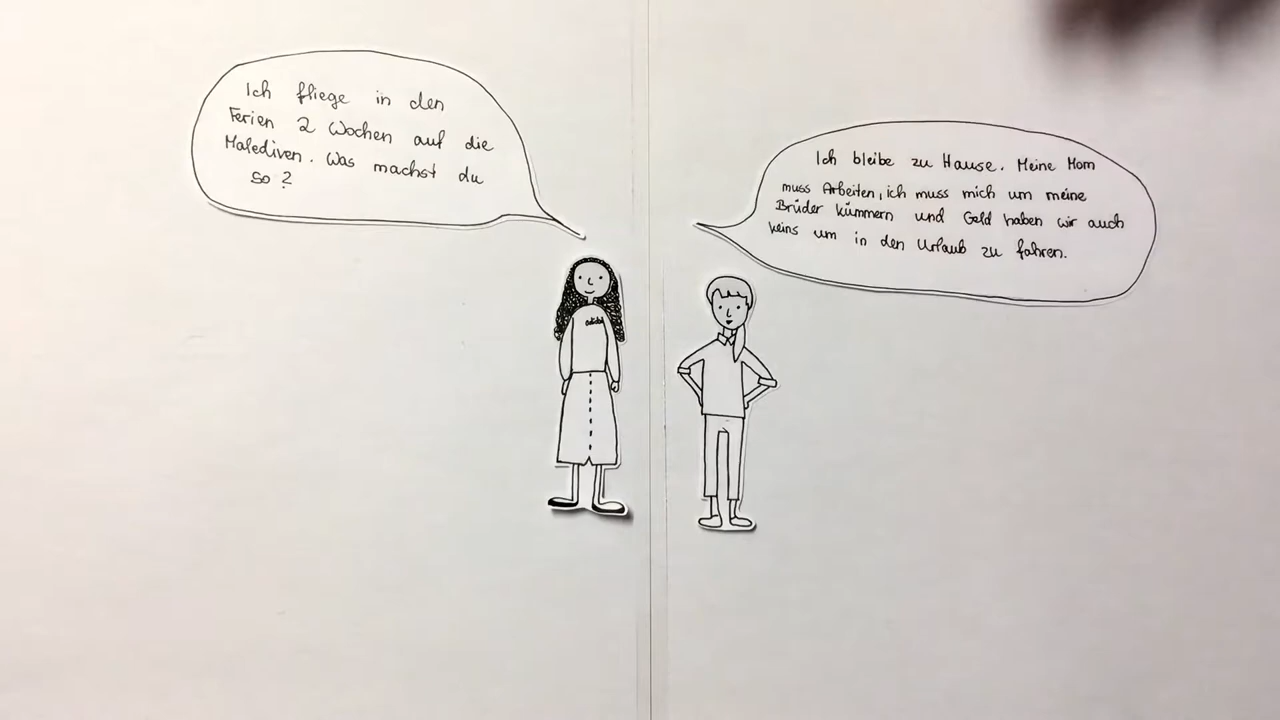 Ich fliege in den
Ferien 2 Wochen auf die
Malediven. Was machst du
so?
Ich bleibe zu Hause. Meine Mom
muss Arbeiten, ich muss mich um meine
Brüder kümmern und Geld haben wir auch
keins um in den Urlaub zu fahren.
adidas